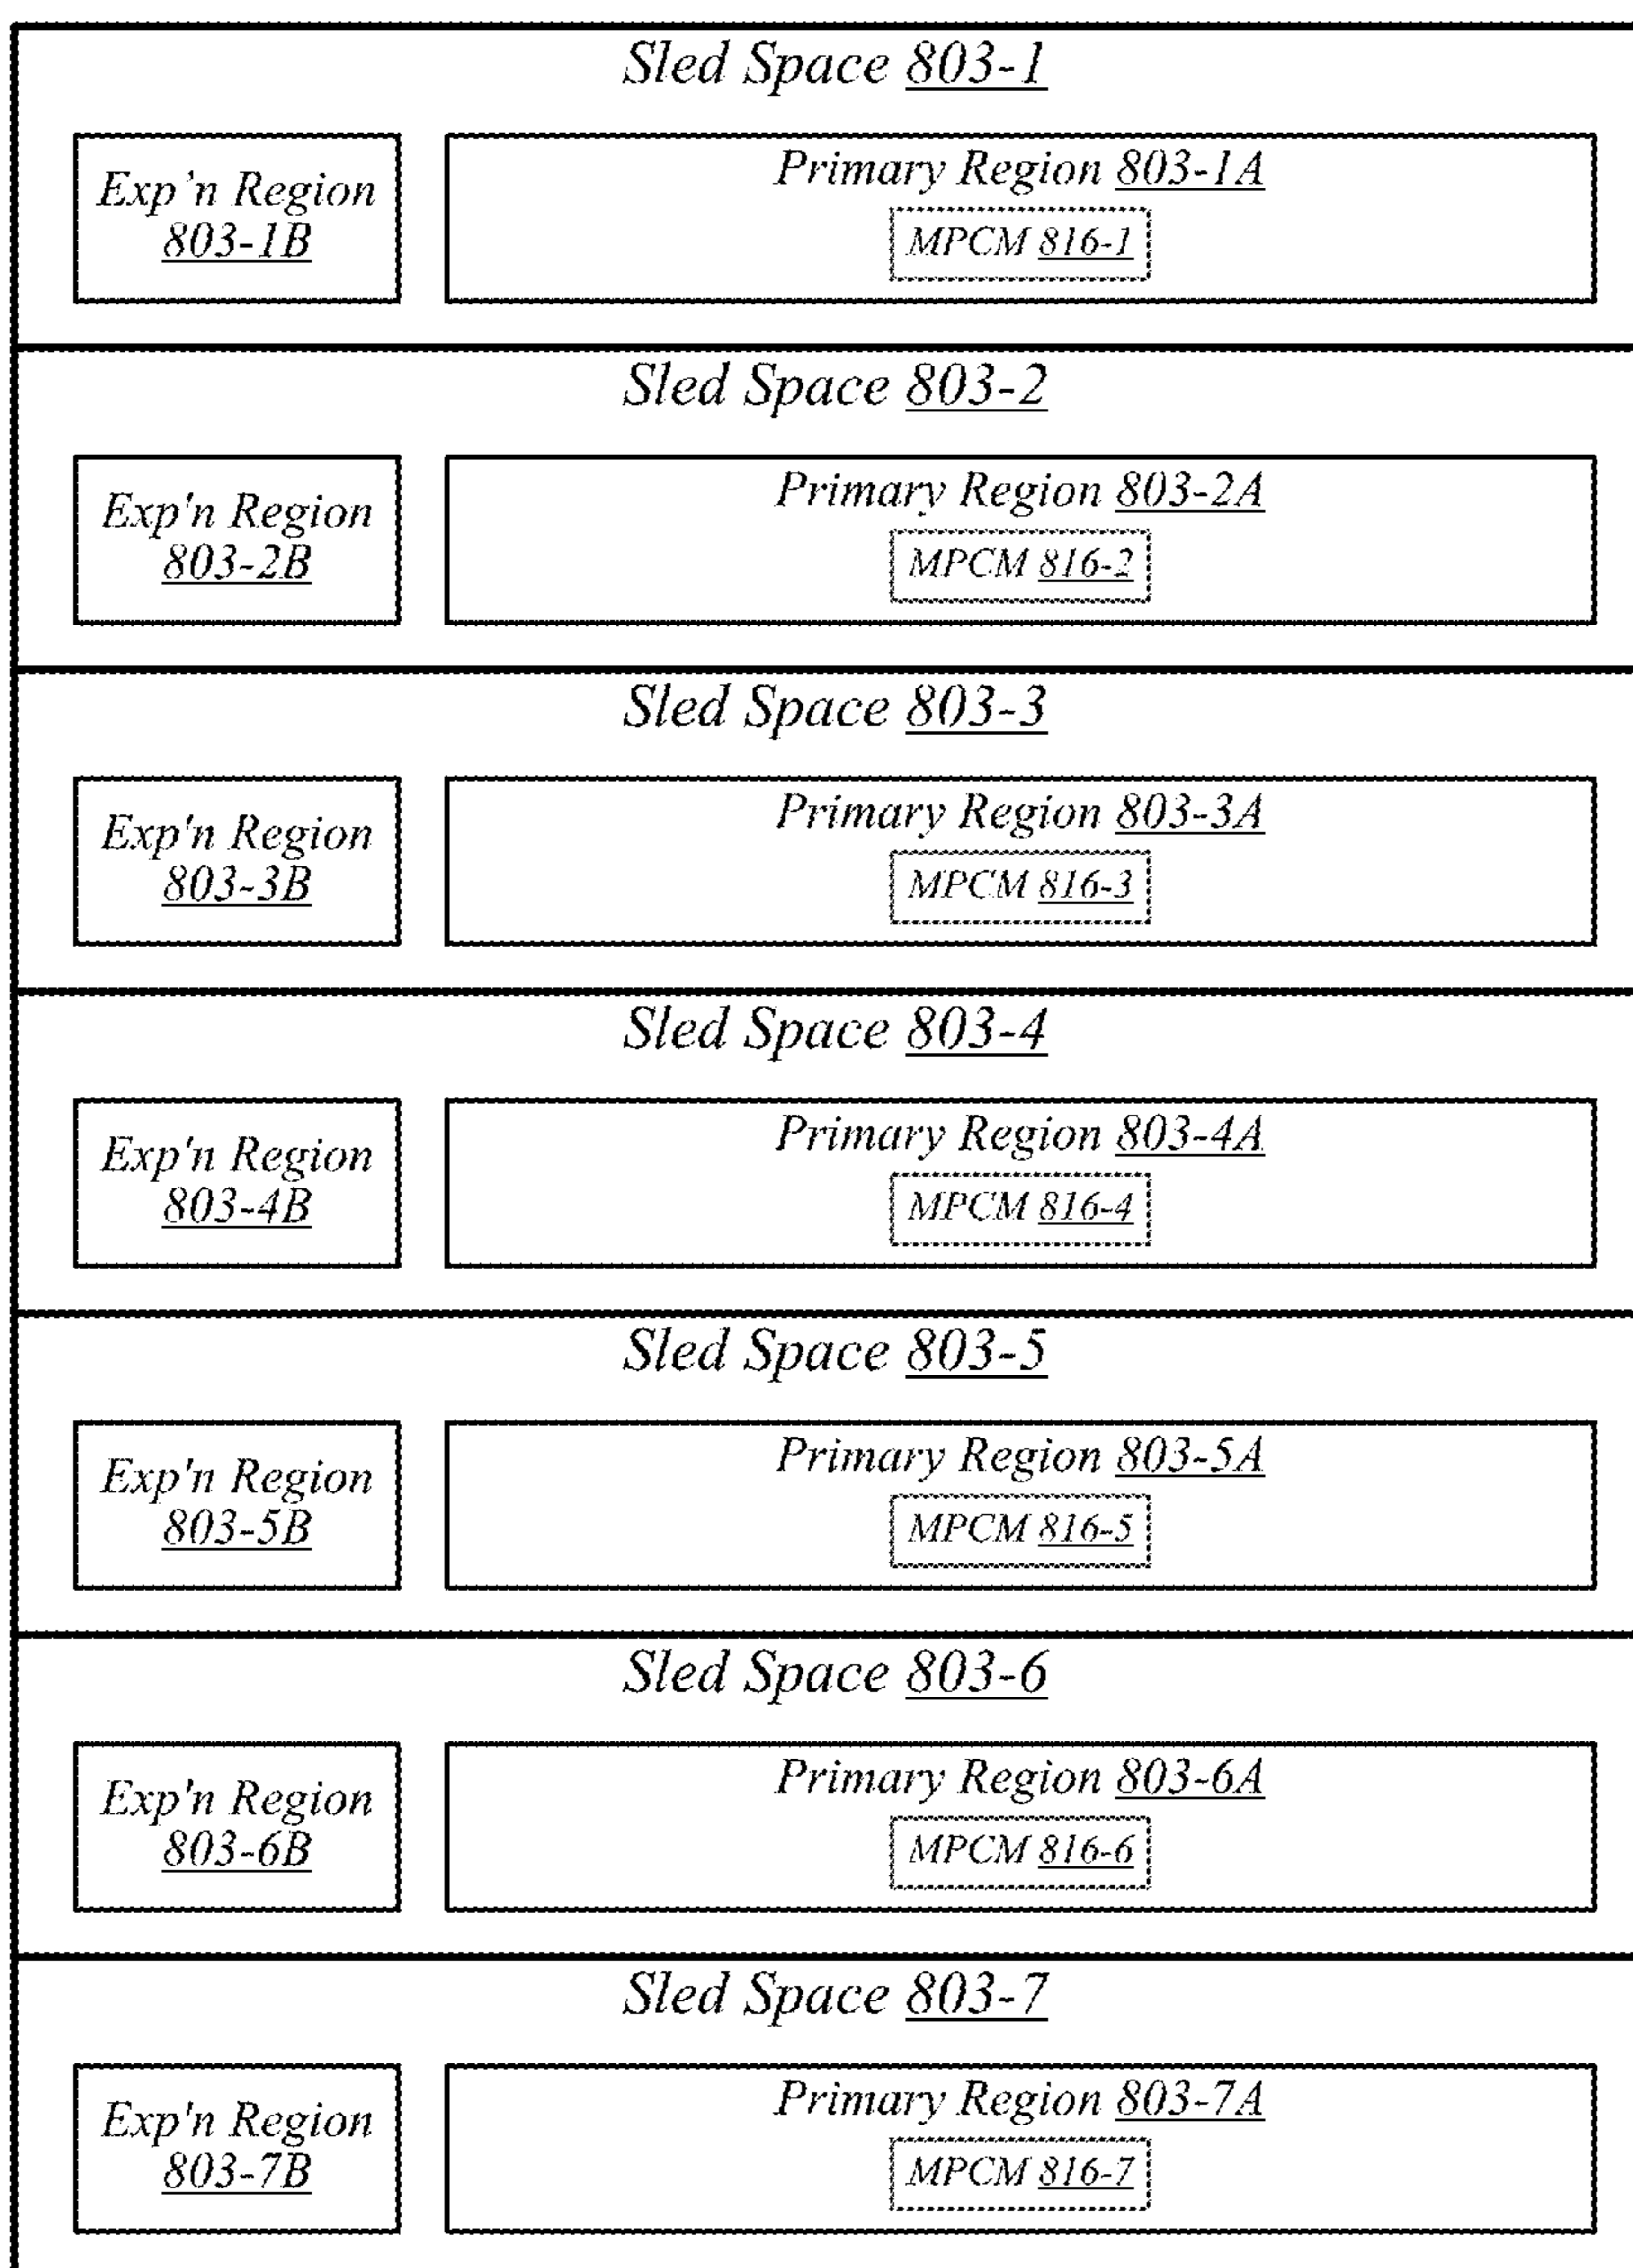 Sled Space 803-1
Exp’n Region
803-1B
Primary Region 803-1A
MPCM 816-1
Sled Space 803-2
Exp'n Region
803-2B
Primary Region 803-2A
MPCM 816-2
Sled Space 803-3
Exp'n Region
803-3B
Primary Region 803-3A
MPCM 816-3
Sled Space 803-4
Exp'n Region
803-4B
Primary Region 803-4A
MPCM 816-4
Sled Space 803-5
Exp'n Region
803-5B
Primary Region 803-5A
MPCM 816-5
Sled Space 803-6
Exp'n Region
803-6B
Primary Region 803-6A
MPCM 816-6
Sled Space 803-7
Exp'n Region
803-7B
Primary Region 803-7A
MPCM 816-7